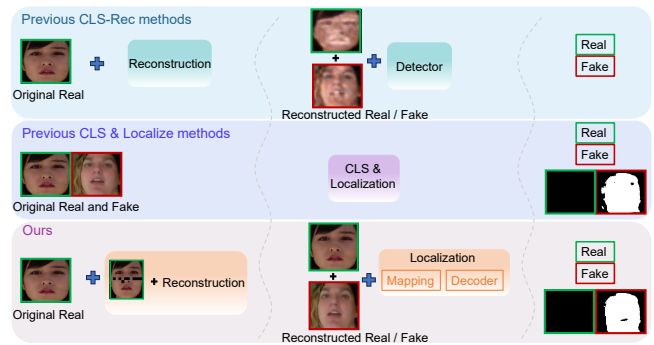 Previous CLS-Rec methods
Reconstruction
Original Real
+
Detector
Reconstructed Real / Fake
Real
Fake
Previous CLS & Localize methods
Original Real and Fake
CLS &
Localization
Real
Fake
Ours
Original Real
+ Reconstruction
+
Localization
Mapping Decoder
Reconstructed Real / Fake
Real
Fake